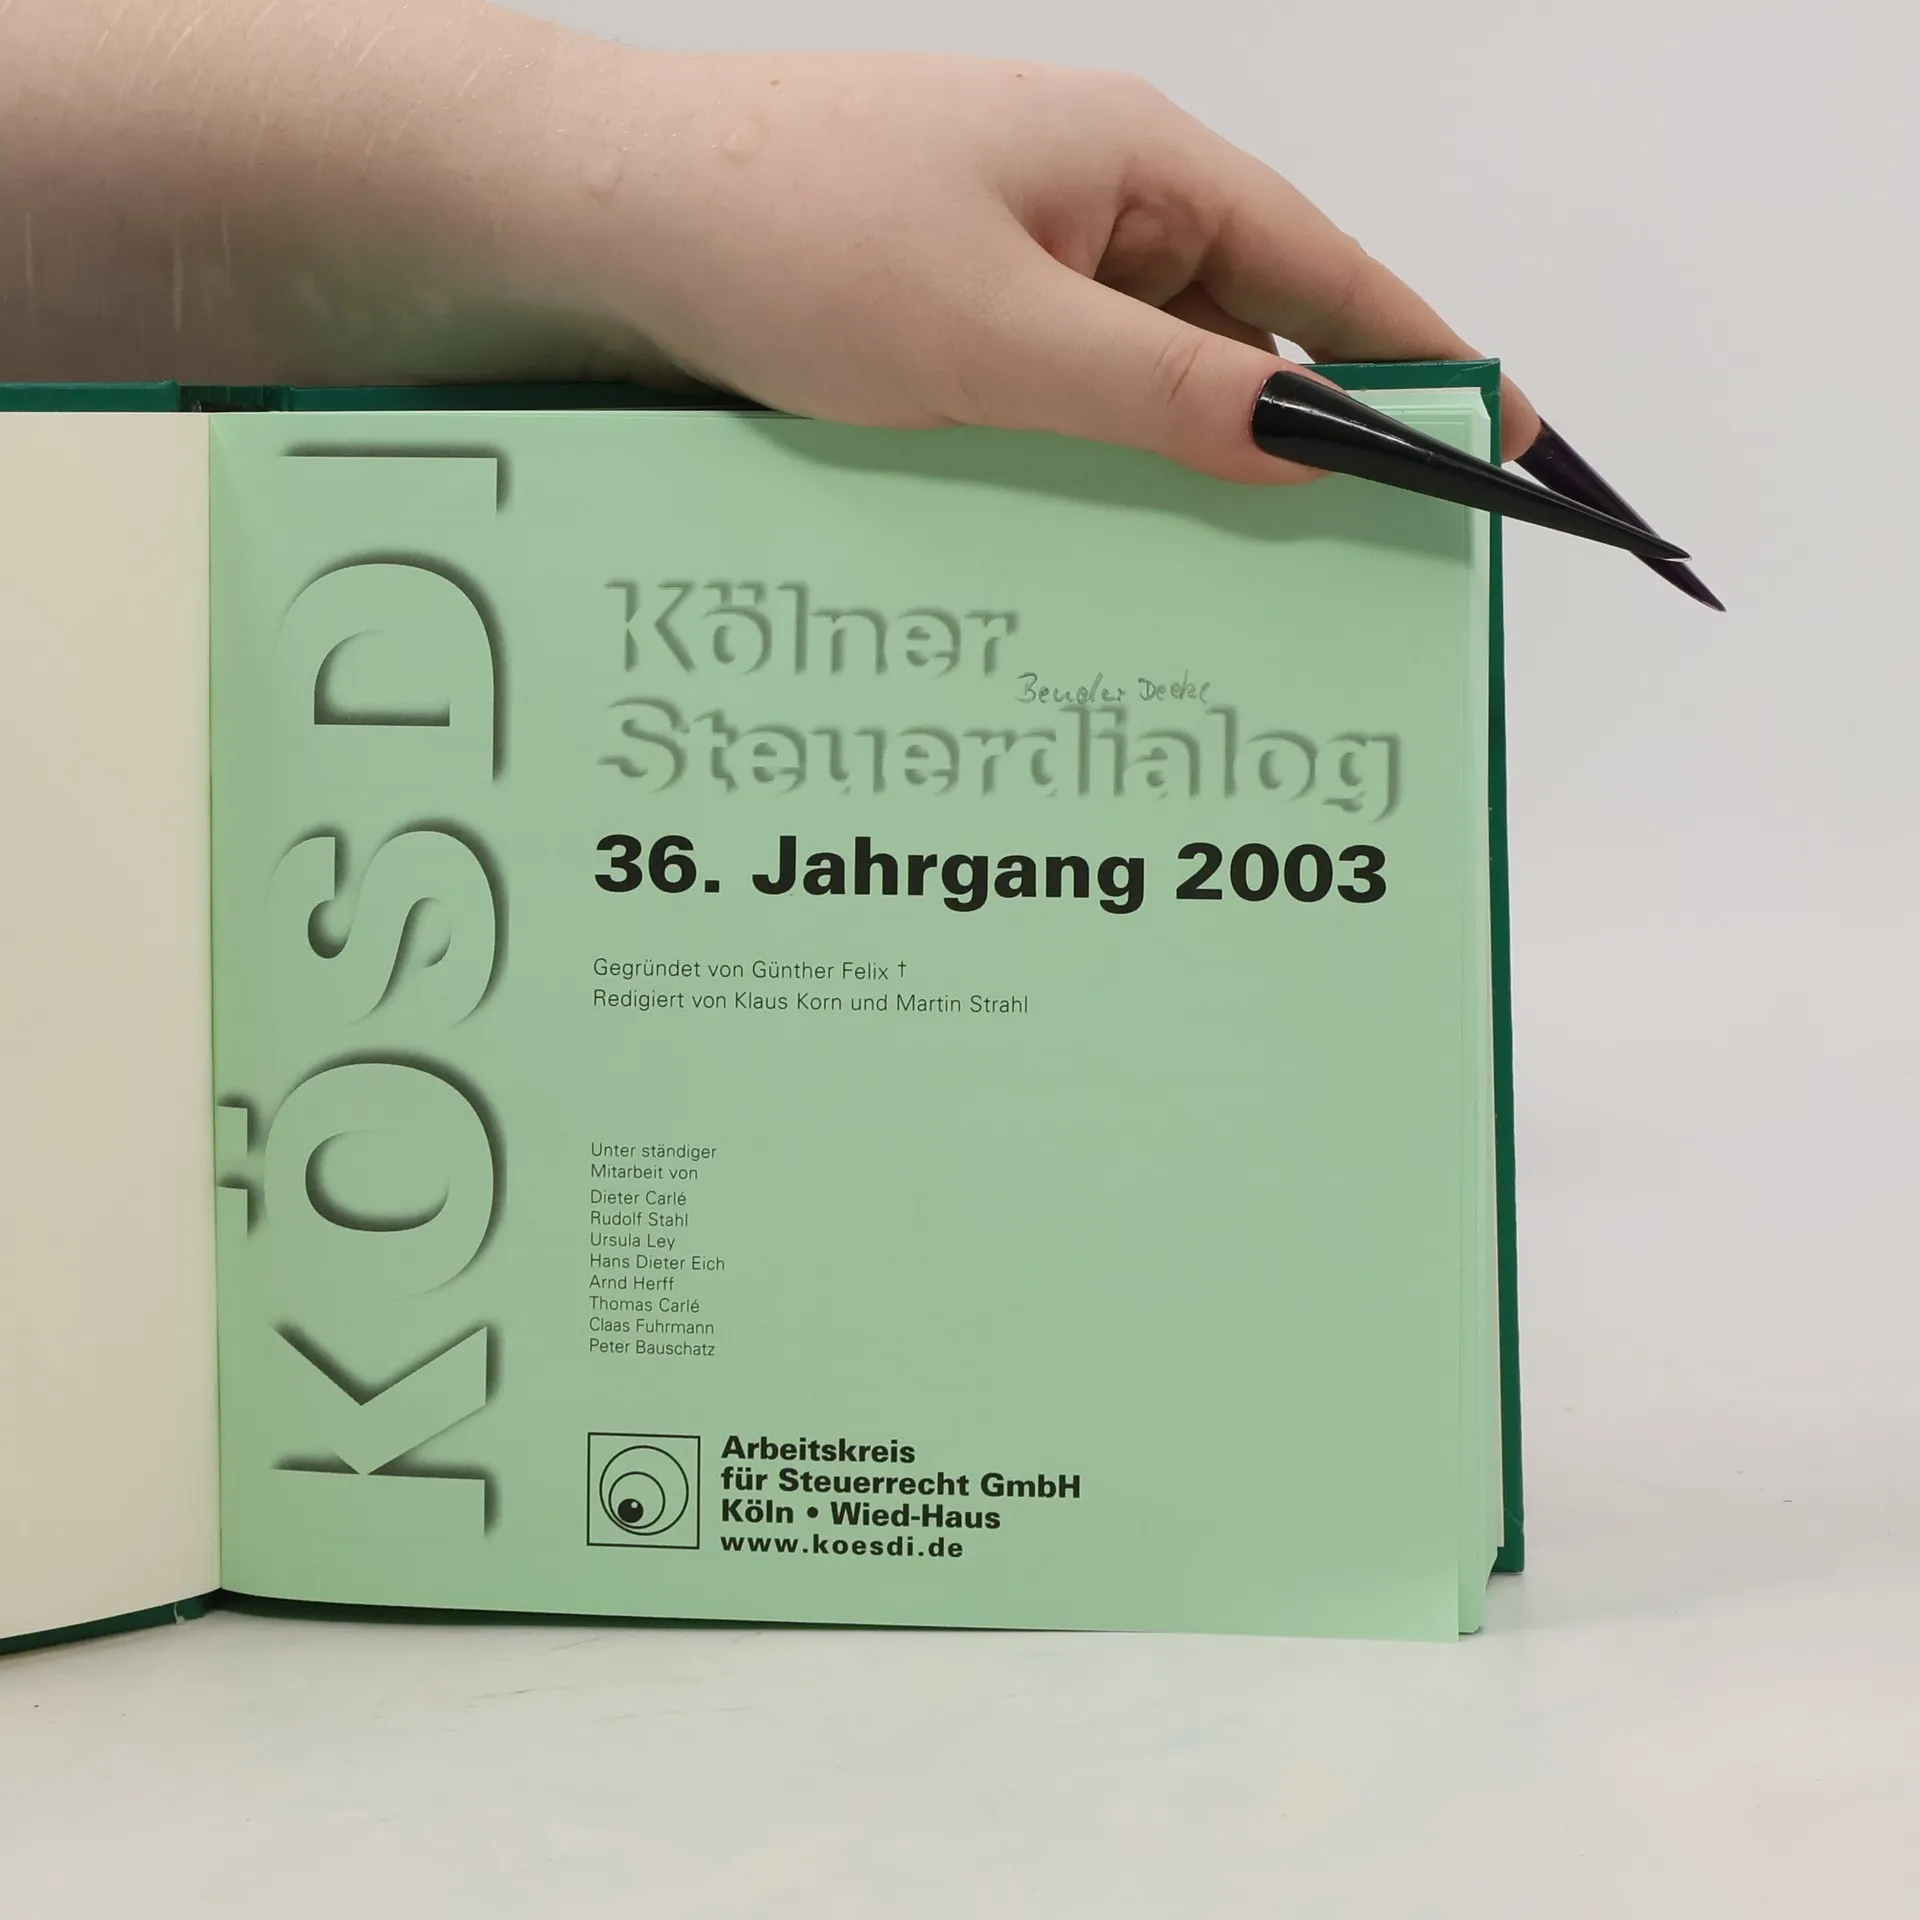 KÖSDI
Kölner
Steuerdialog
36. Jahrgang 2003
Gegründet von Günther Felix †
Redigiert von Klaus Korn und Martin Strahl
Unter ständiger
Mitarbeit von
Dieter Carlé
Rudolf Stahl
Ursula Ley
Hans Dieter Eich
Arnd Herff
Thomas Carlé
Claas Fuhrmann
Peter Bauschatz
Arbeitskreis
für Steuerrecht GmbH
Köln • Wied-Haus
www.koesdi.de